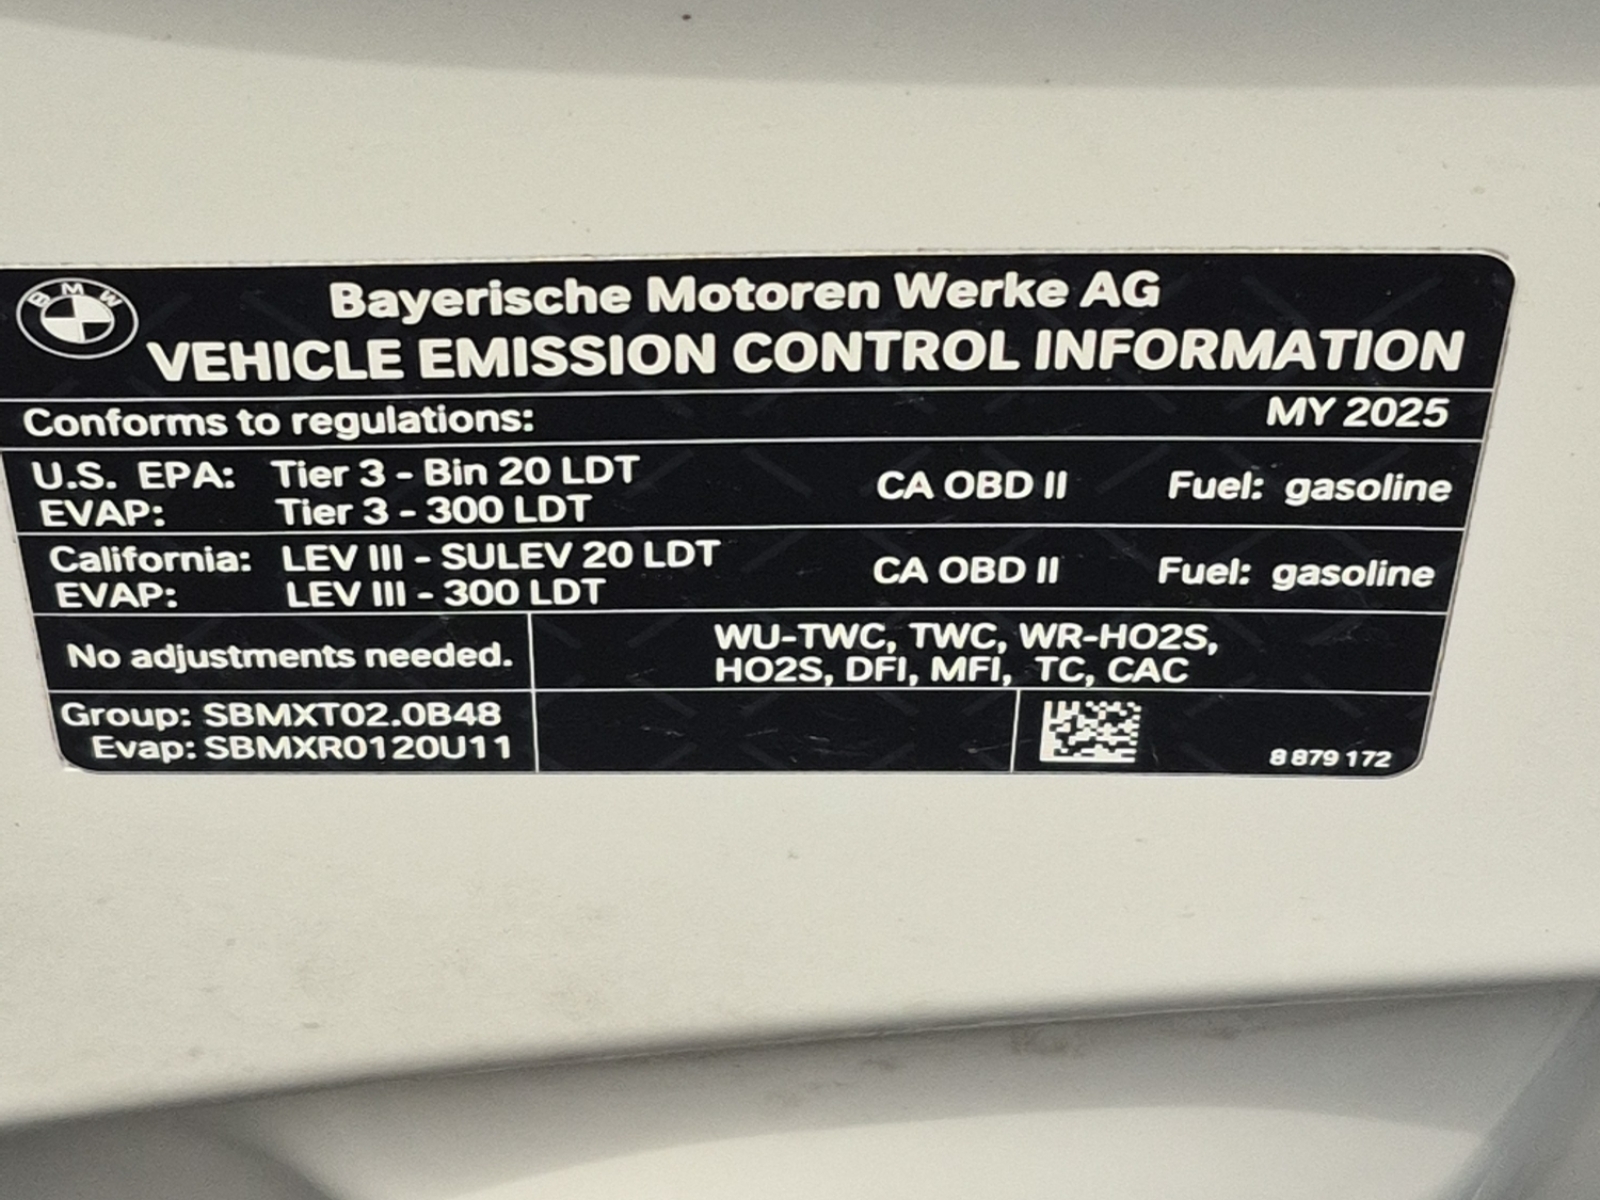 BMW
Bayerische Motoren Werke AG
VEHICLE EMISSION CONTROL INFORMATION
Conforms to regulations: MY 2025
U.S. EPA: Tier 3 - Bin 20 LDT CA OBD II Fuel: gasoline
EVAP: Tier 3 - 300 LDT
California: LEV III - SULEV 20 LDT CA OBD II Fuel: gasoline
EVAP: LEV III - 300 LDT
No adjustments needed.
WU-TWC, TWC, WR-HO2S,
HO2S, DFI, MFI, TC, CAC
Group: SBMXT02.0B48
Evap: SBMXR0120U11
8 879 172